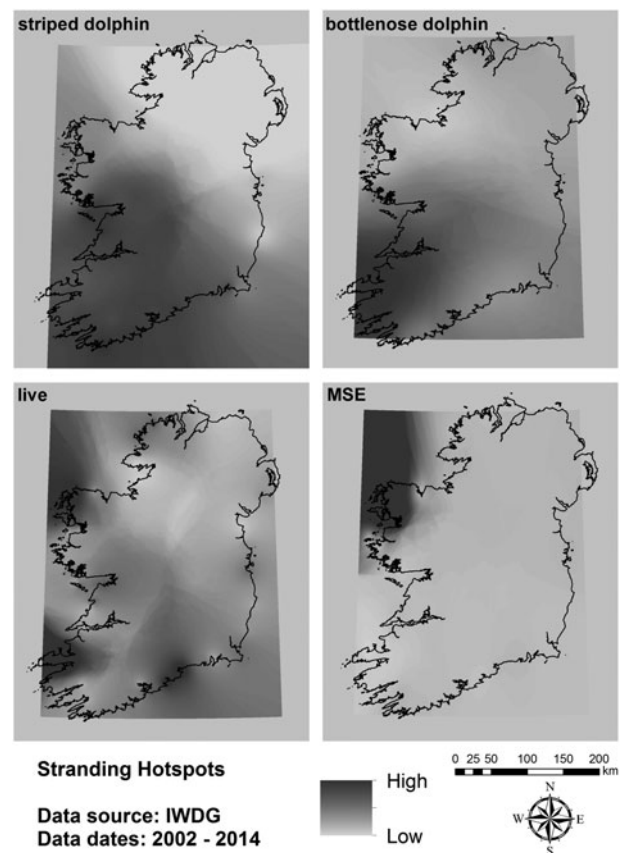 striped dolphin
bottlenose dolphin
live
MSE
Stranding Hotspots
Data source: IWDG
Data dates: 2002 - 2014
High
Low
0 25 50 100 150 200
km
N
W E
S